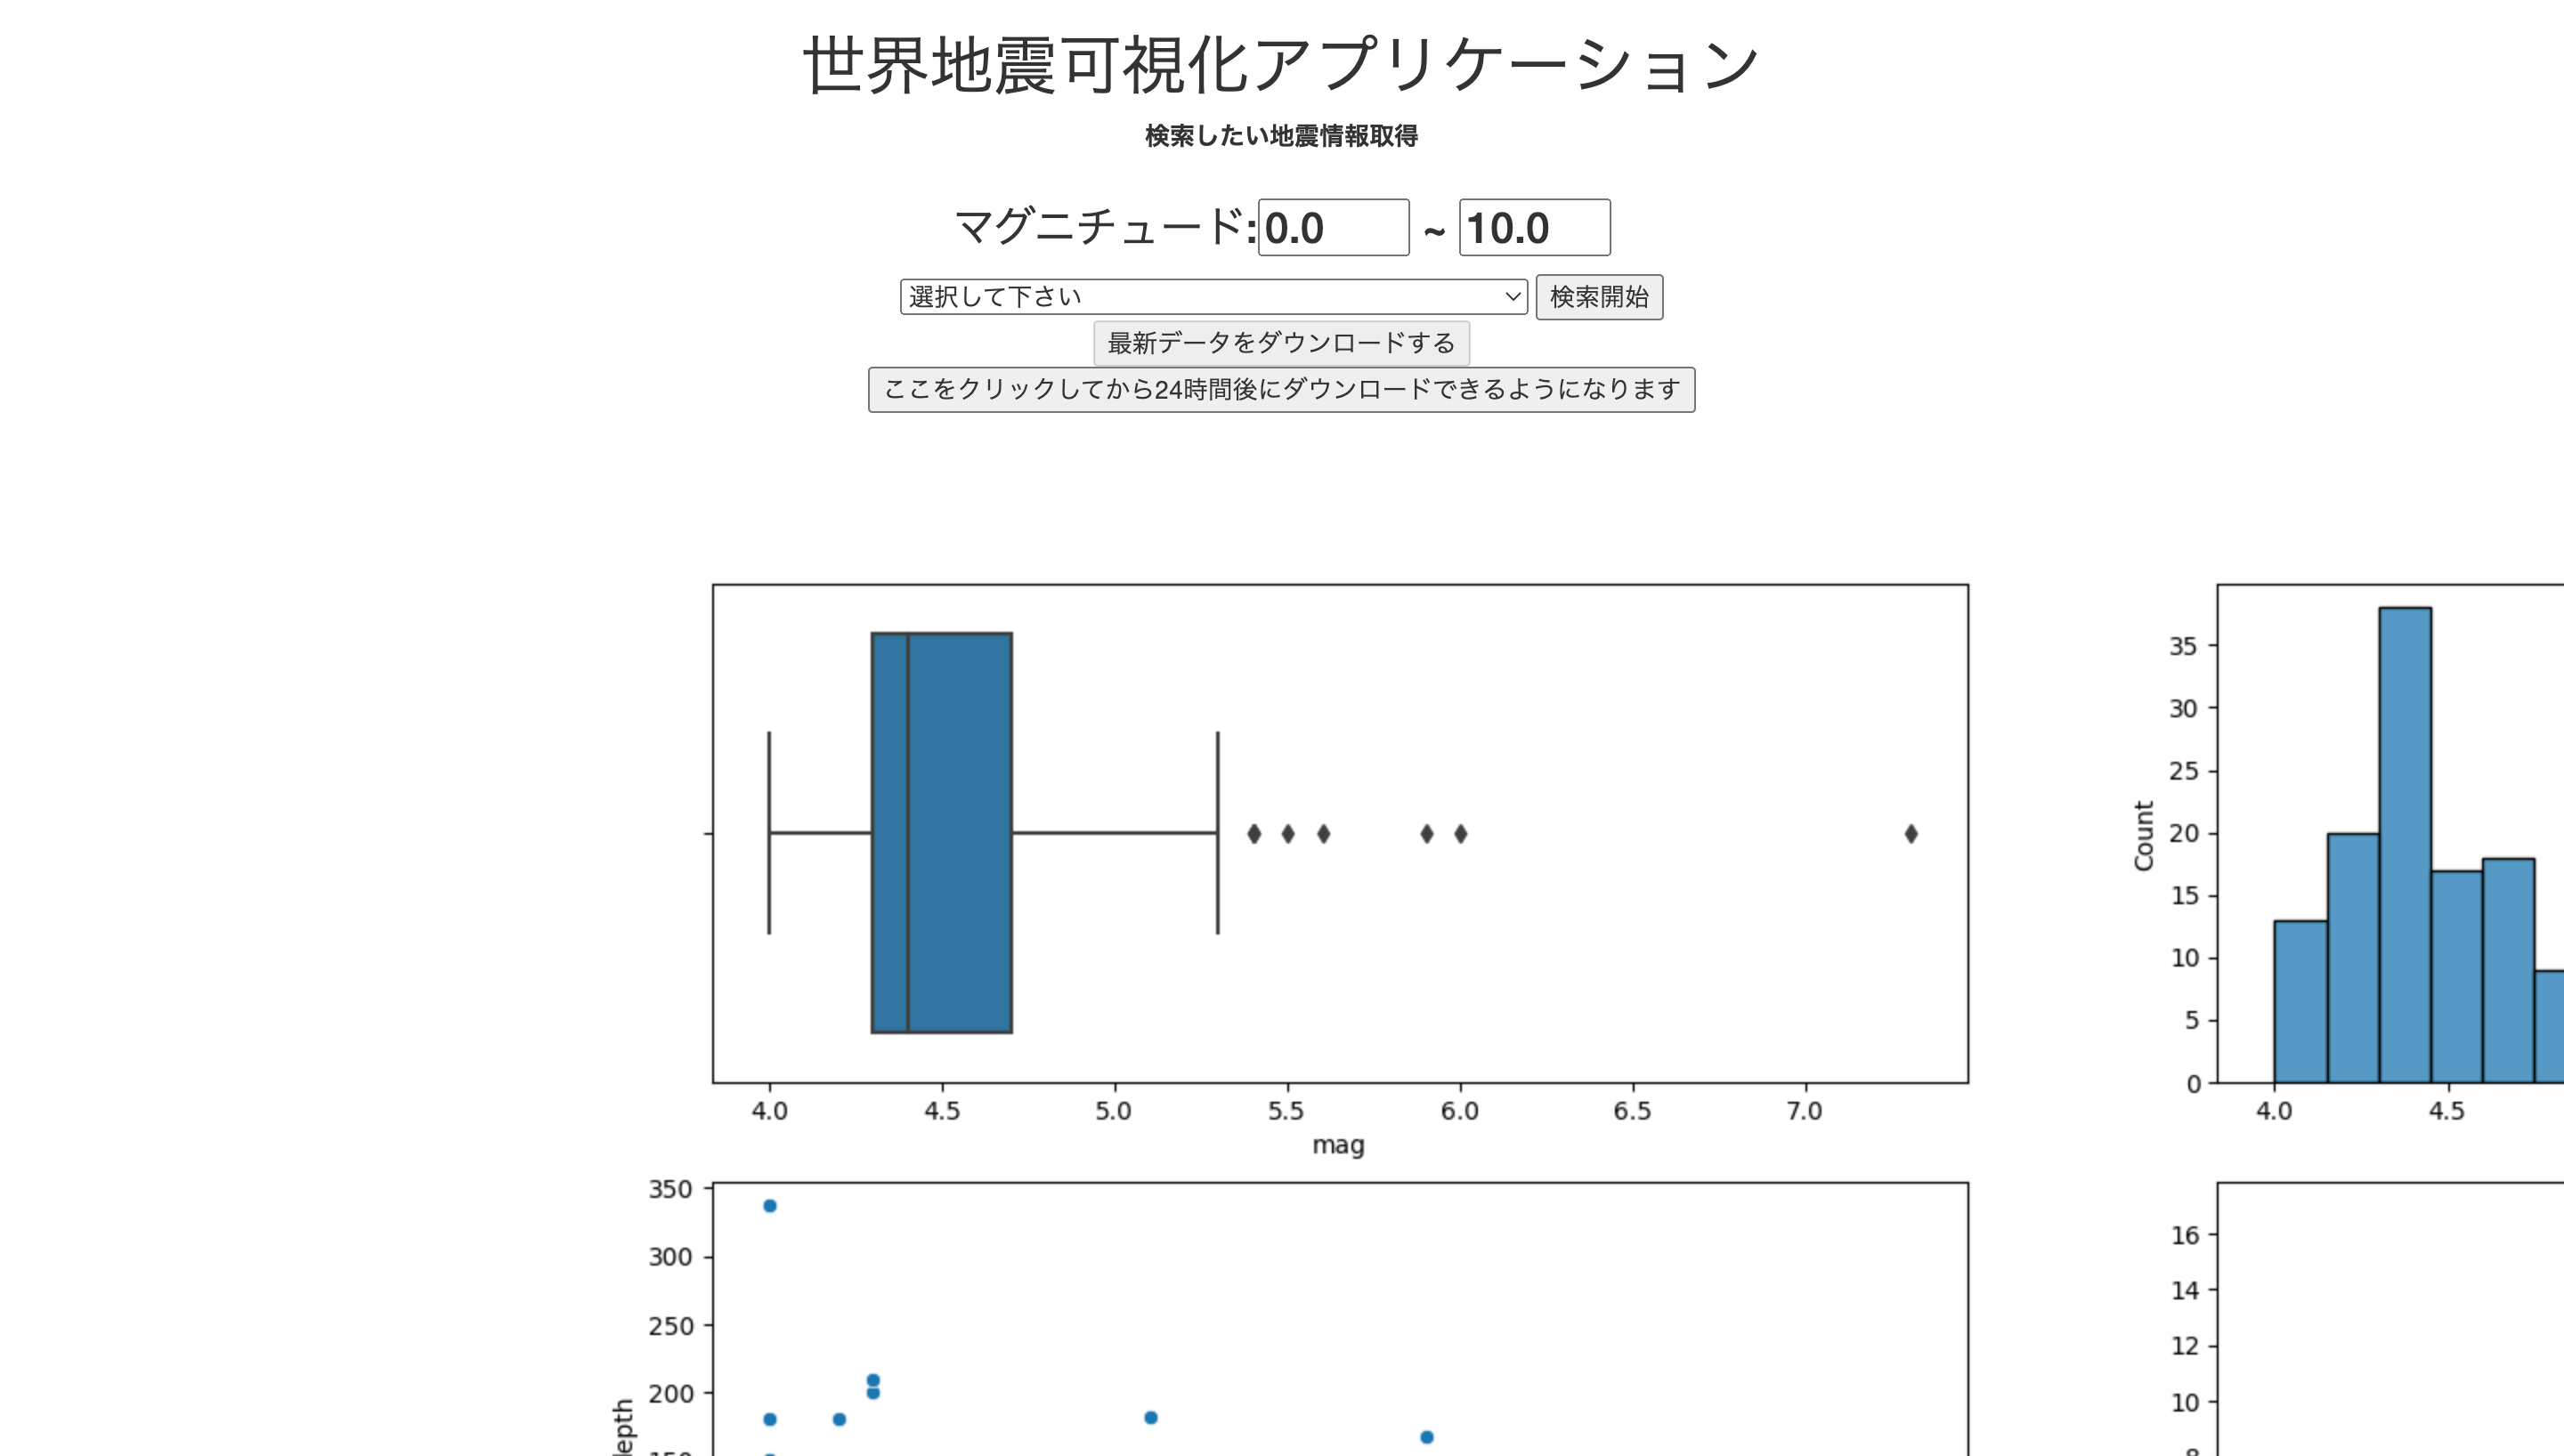 世界地震可視化アプリケーション
検索したい地震情報取得
マグニチュード:0.0 ~ 10.0
選択して下さい 検索開始
最新データをダウンロードする
ここをクリックしてから24時間後にダウンロードできるようになります
4.0 4.5 5.0 5.5 6.0 6.5 7.0
mag
35
30
25
20
15
10
5
0
Count
4.0 4.5
350
300
250
200
16
14
12
10